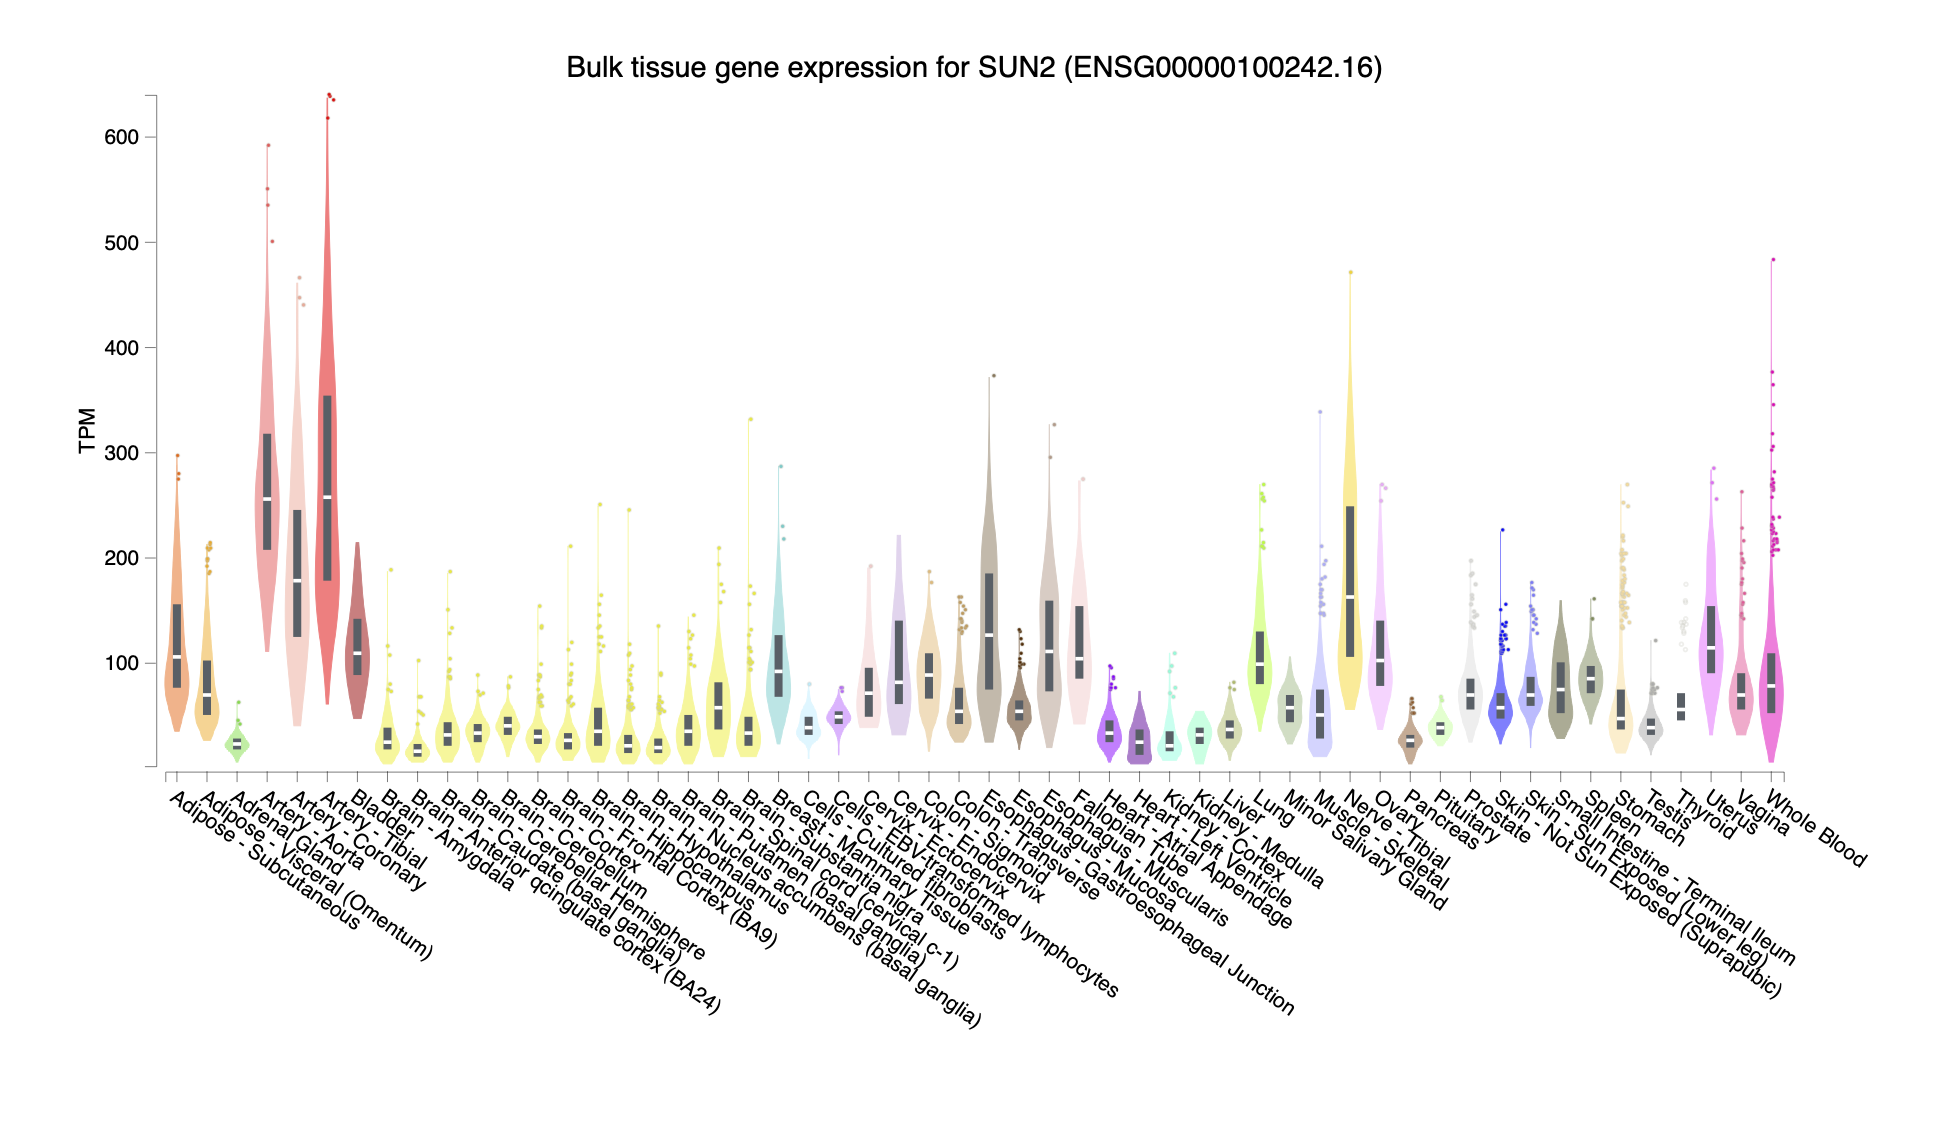 Bulk tissue gene expression for SUN2 (ENSG00000100242.16)
TPM
600
500
400
300
200
100
Adipose - Subcutaneous
Adipose - Visceral (Omentum)
Adrenal Gland
Artery - Aorta
Artery - Coronary
Artery - Tibial
Bladder
Brain - Amygdala
Brain - Anterior qcingulate cortex (BA24)
Brain - Caudate (basal ganglia)
Brain - Cerebellar Hemisphere
Brain - Cerebellum
Brain - Cortex
Brain - Frontal Cortex (BA9)
Brain - Hippocampus
Brain - Hypothalamus
Brain - Nucleus accumbens (basal ganglia)
Brain - Putamen (basal ganglia)
Brain - Spinal cord (cervical c-1)
Brain - Substantia nigra
Breast - Mammary Tissue
Cells - Cultured fibroblasts
Cells - EBV-transformed lymphocytes
Cervix - Ectocervix
Cervix - Endocervix
Colon - Sigmoid
Colon - Transverse
Esophagus - Gastroesophageal Junction
Esophagus - Mucosa
Esophagus - Muscularis
Fallopian Tube
Heart - Atrial Appendage
Heart - Left Ventricle
Kidney - Cortex
Kidney - Medulla
Liver
Lung
Minor Salivary Gland
Muscle - Skeletal
Nerve - Tibial
Ovary
Pancreas
Pituitary
Prostate
Skin - Not Sun Exposed (Suprapubic)
Skin - Sun Exposed (Lower leg)
Small Intestine - Terminal Ileum
Spleen
Stomach
Testis
Thyroid
Uterus
Vagina
Whole Blood